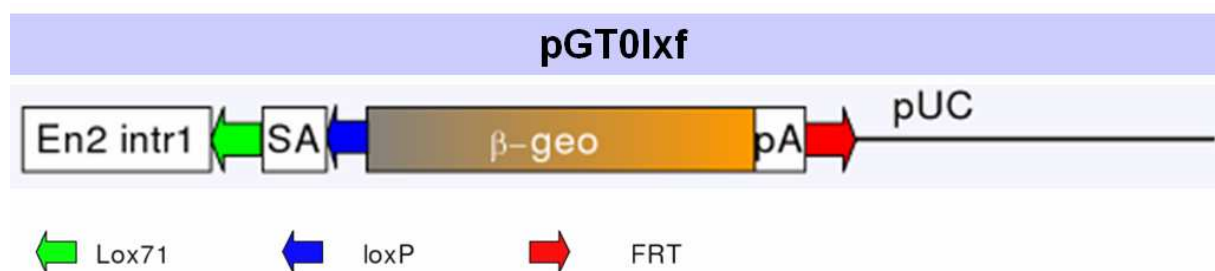 pGT0lxf
En2 intr1 SA β-geo pA pUC
Lox71 loxP FRT